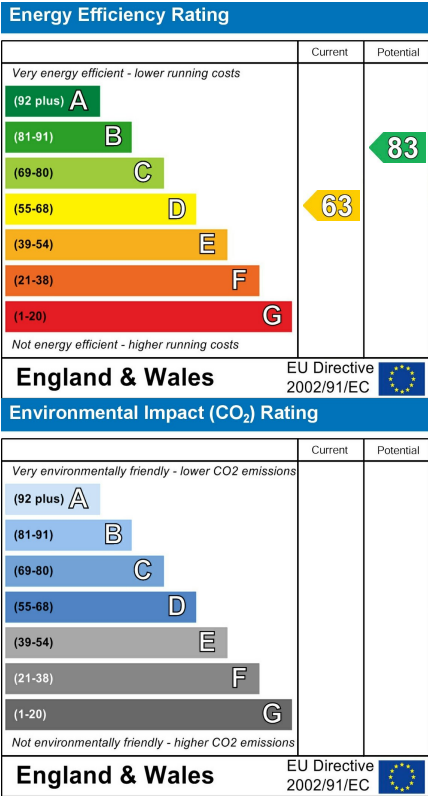 Energy Efficiency Rating
Current Potential
Very energy efficient - lower running costs
(92 plus) A
(81-91) B
83
(69-80) C
(55-68) D
63
(39-54) E
(21-38) F
(1-20) G
Not energy efficient - higher running costs
England & Wales
EU Directive
2002/91/EC
Environmental Impact (CO₂) Rating
Current Potential
Very environmentally friendly - lower CO2 emissions
(92 plus) A
(81-91) B
(69-80) C
(55-68) D
(39-54) E
(21-38) F
(1-20) G
Not environmentally friendly - higher CO2 emissions
England & Wales
EU Directive
2002/91/EC